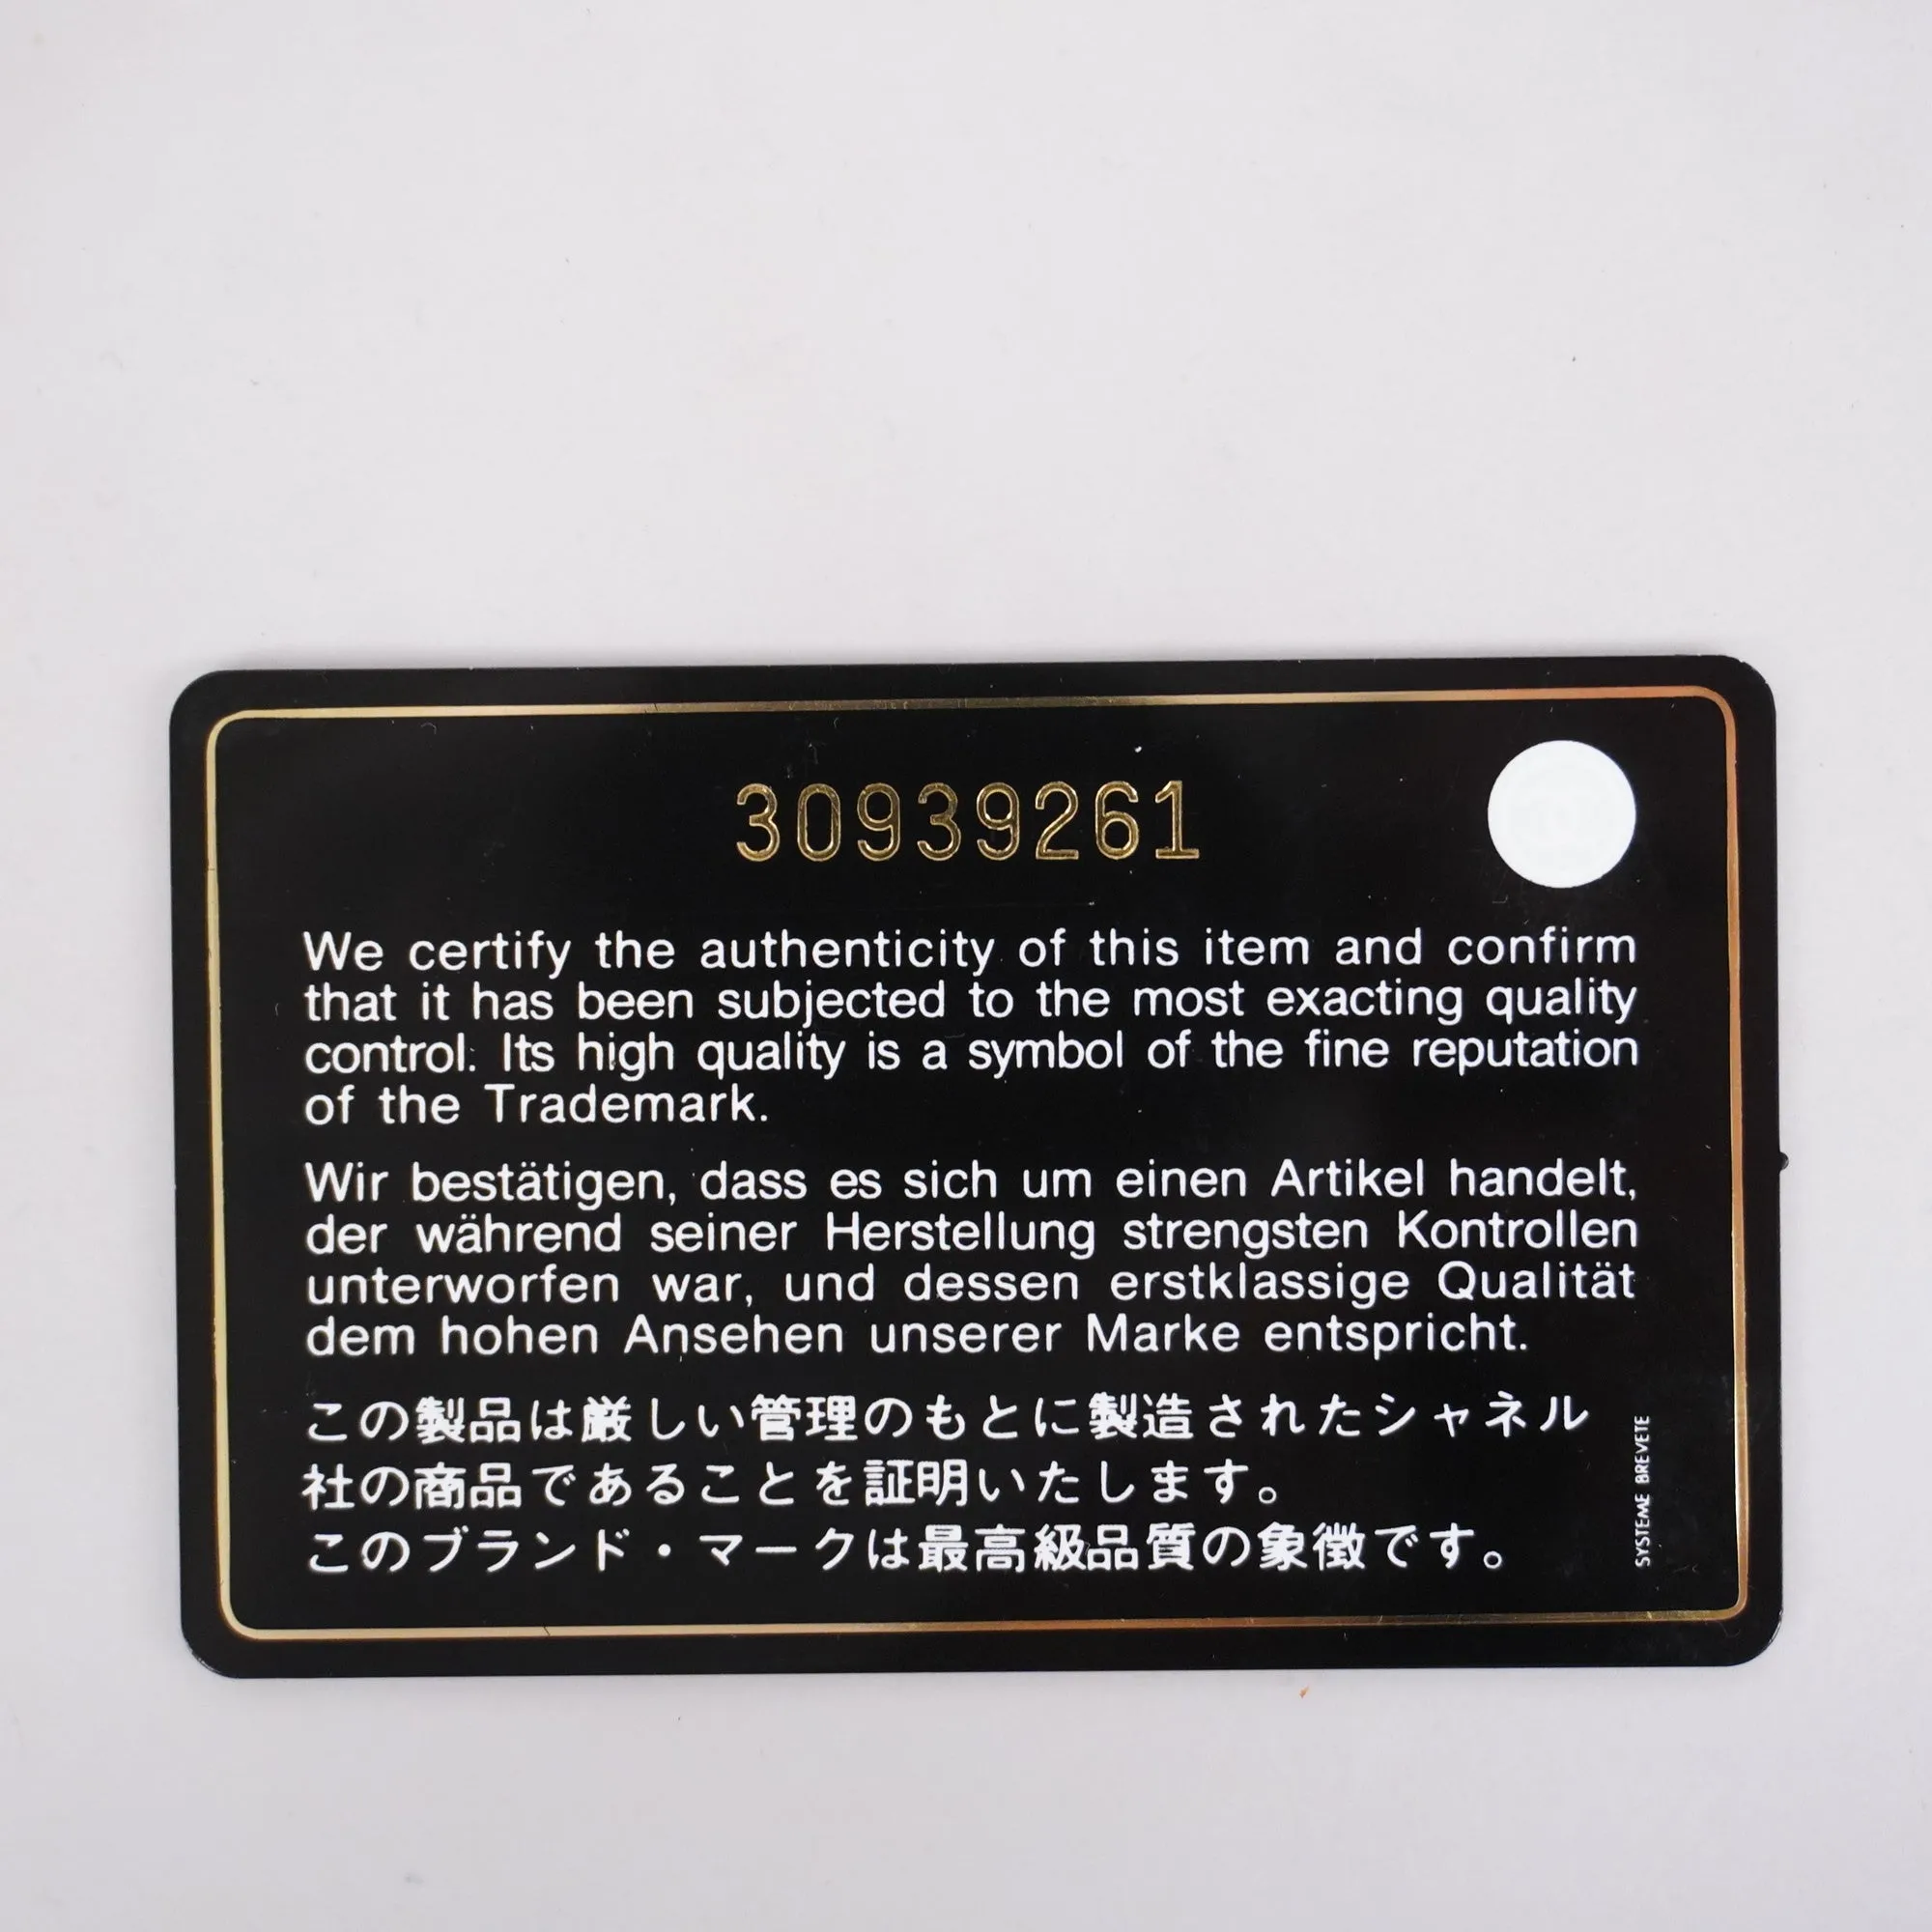 30939261
We certify the authenticity of this item and confirm
that it has been subjected to the most exacting quality
control. Its high quality is a symbol of the fine reputation
of the Trademark.
Wir bestätigen, dass es sich um einen Artikel handelt,
der während seiner Herstellung strengsten Kontrollen
unterworfen war, und dessen erstklassige Qualität
dem hohen Ansehen unserer Marke entspricht.
この製品は厳しい管理のもとに製造されたシャネル
社の商品であることを証明いたします。
このブランド・マークは最高級品質の象徴です。
SYSTEME BREVETE